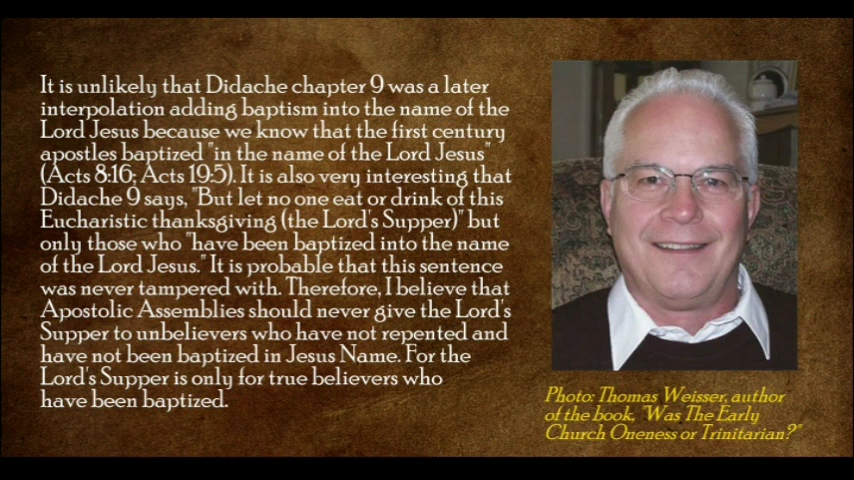 It is unlikely that Didache chapter 9 was a later
interpolation adding baptism into the name of the
Lord Jesus because we know that the first century
apostles baptized "in the name of the Lord Jesus"
(Acts 8:16; Acts 19:5). It is also very interesting that
Didache 9 says, "But let no one eat or drink of this
Eucharistic thanksgiving (the Lord's Supper)" but
only those who "have been baptized into the name
of the Lord Jesus." It is probable that this sentence
was never tampered with. Therefore, I believe that
Apostolic Assemblies should never give the Lord's
Supper to unbelievers who have not repented and
have not been baptized in Jesus Name. For the
Lord's Supper is only for true believers who
have been baptized.
Photo: Thomas Weisser, author
of the book, "Was The Early
Church Oneness or Trinitarian?"